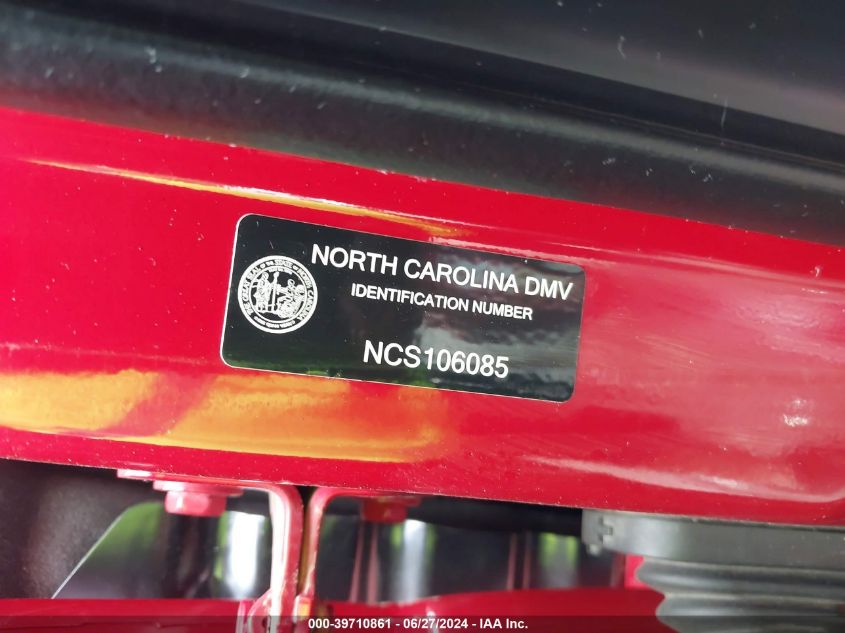 NORTH CAROLINA DMV
IDENTIFICATION NUMBER
NCS106085
000-39710861 - 06/27/2024 - IAA Inc.